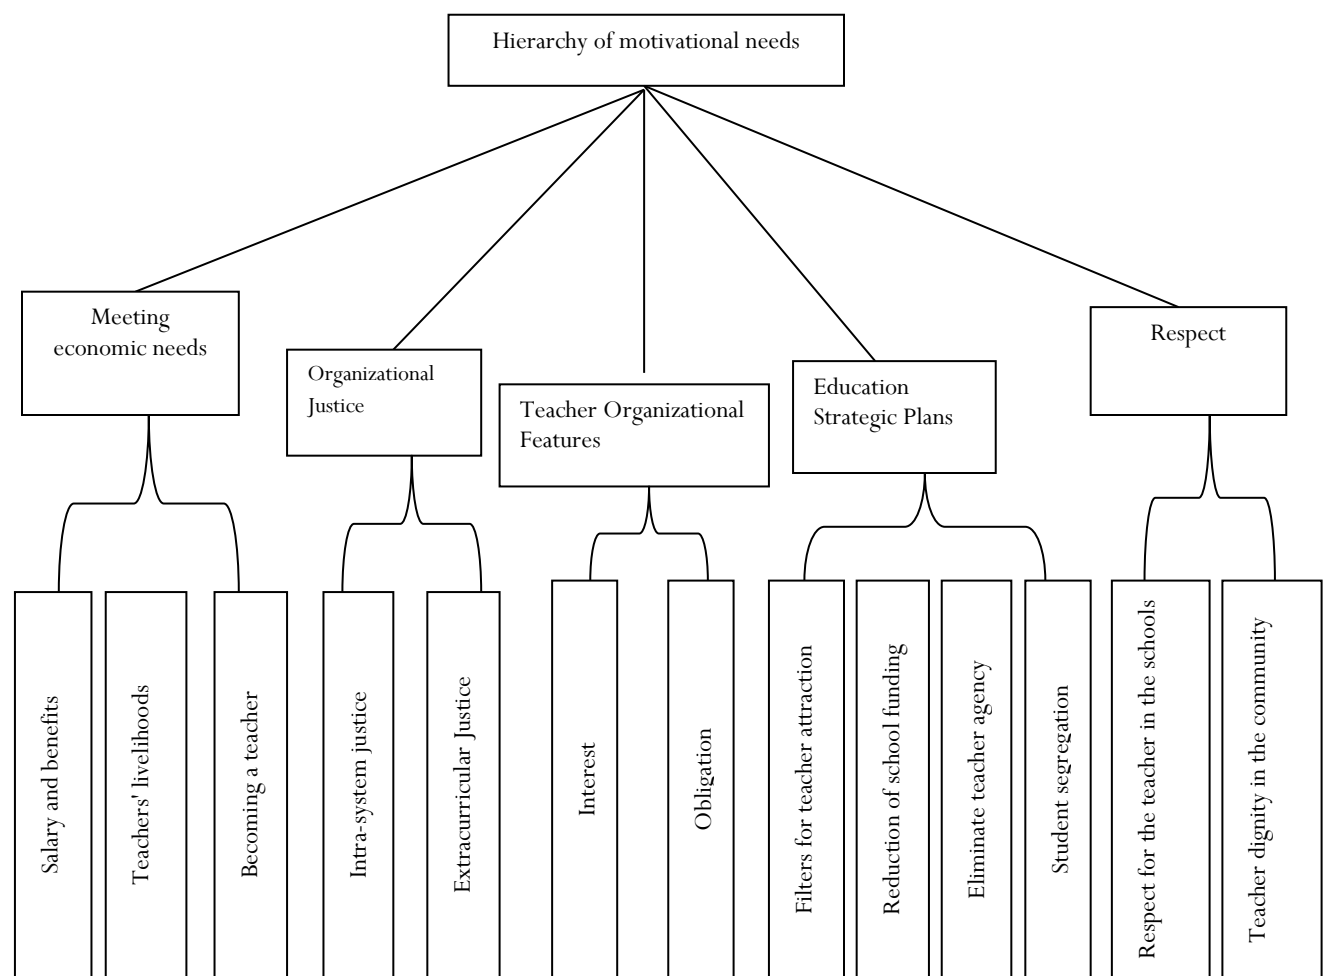 Hierarchy of motivational needs
Meeting
economic needs
Organizational
Justice
Teacher Organizational
Features
Education
Strategic Plans
Respect
Salary and benefits
Teachers' livelihoods
Becoming a teacher
Intra-system justice
Extracurricular Justice
Interest
Obligation
Filters for teacher attraction
Reduction of school funding
Eliminate teacher agency
Student segregation
Respect for the teacher in the schools
Teacher dignity in the community